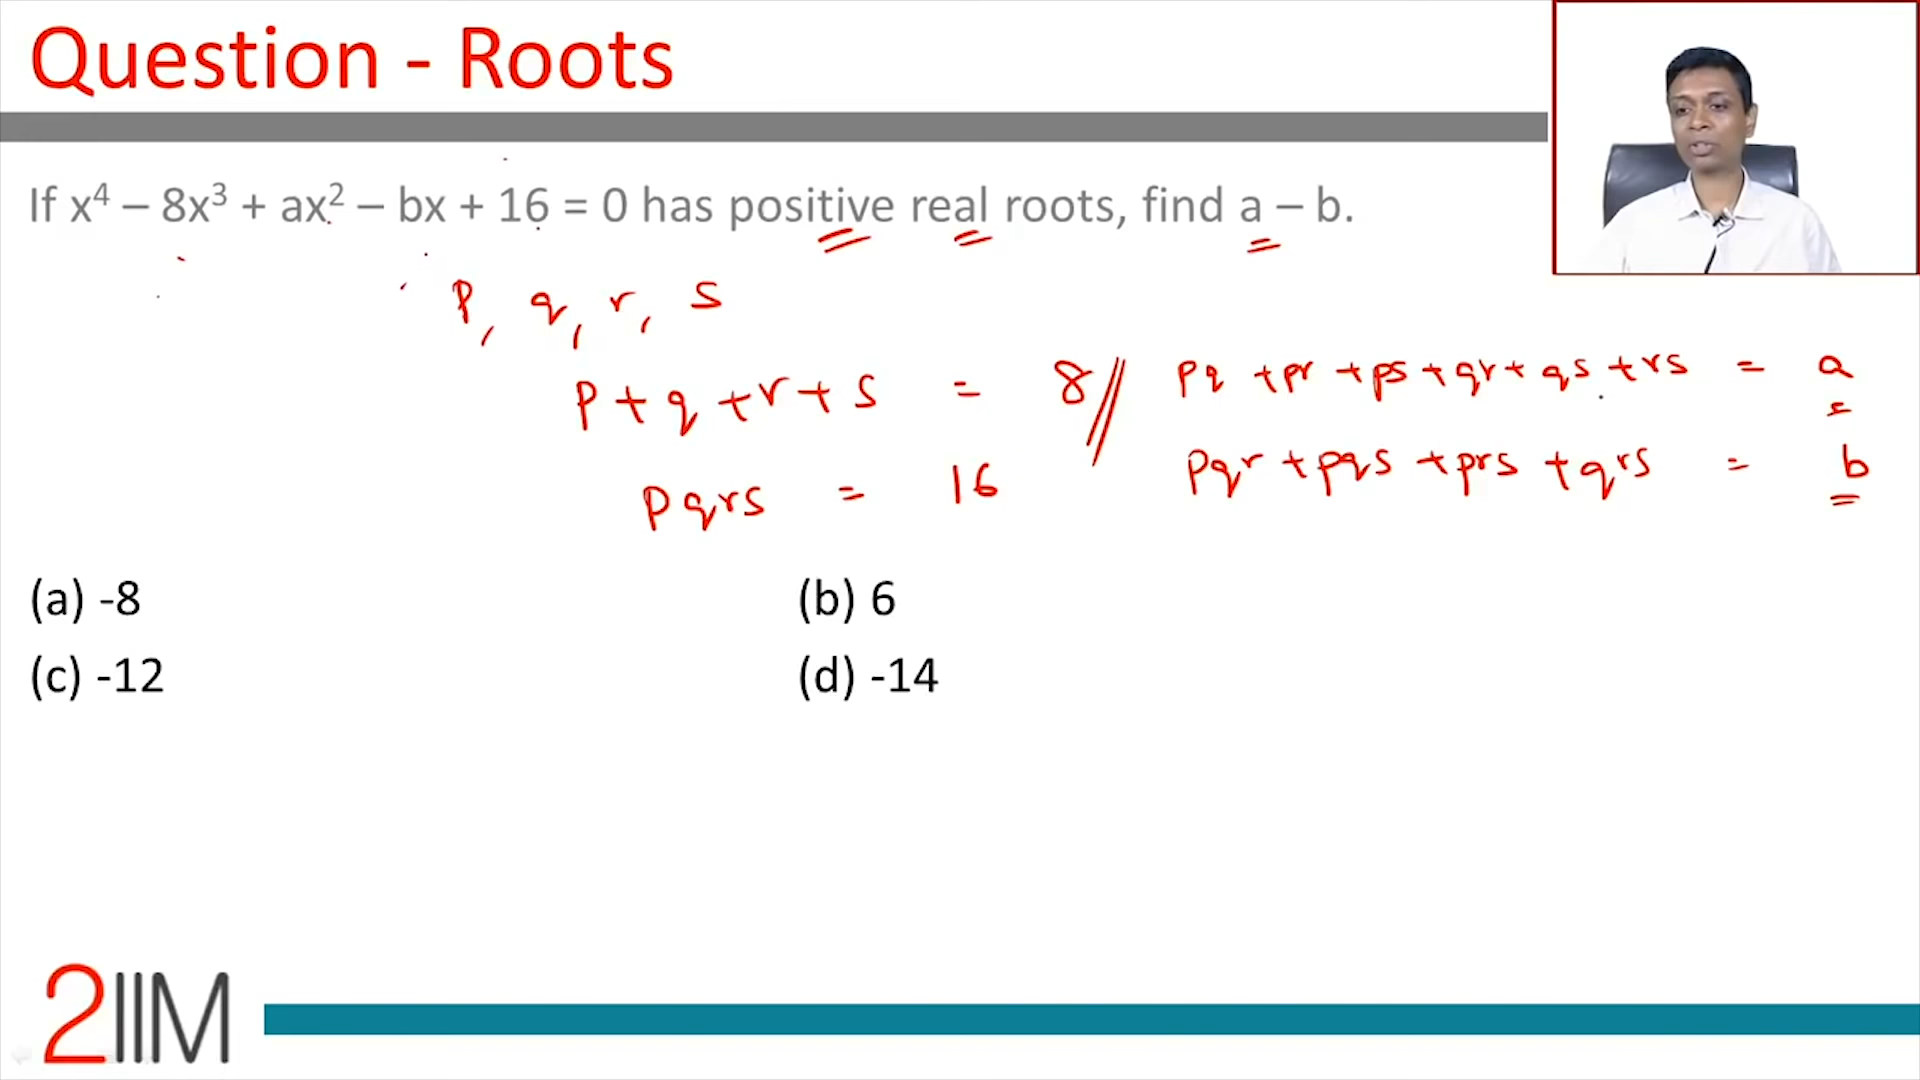 Question - Roots
If x⁴ – 8x³ + ax² – bx + 16 = 0 has positive real roots, find a – b.
P, q, r, s
p + q + r + s = 8 // pq + pr + ps + qr + qs + rs = a
pqrs = 16
pqr + pqs + prs + qrs = b
(a) -8
(b) 6
(c) -12
(d) -14
2IIM